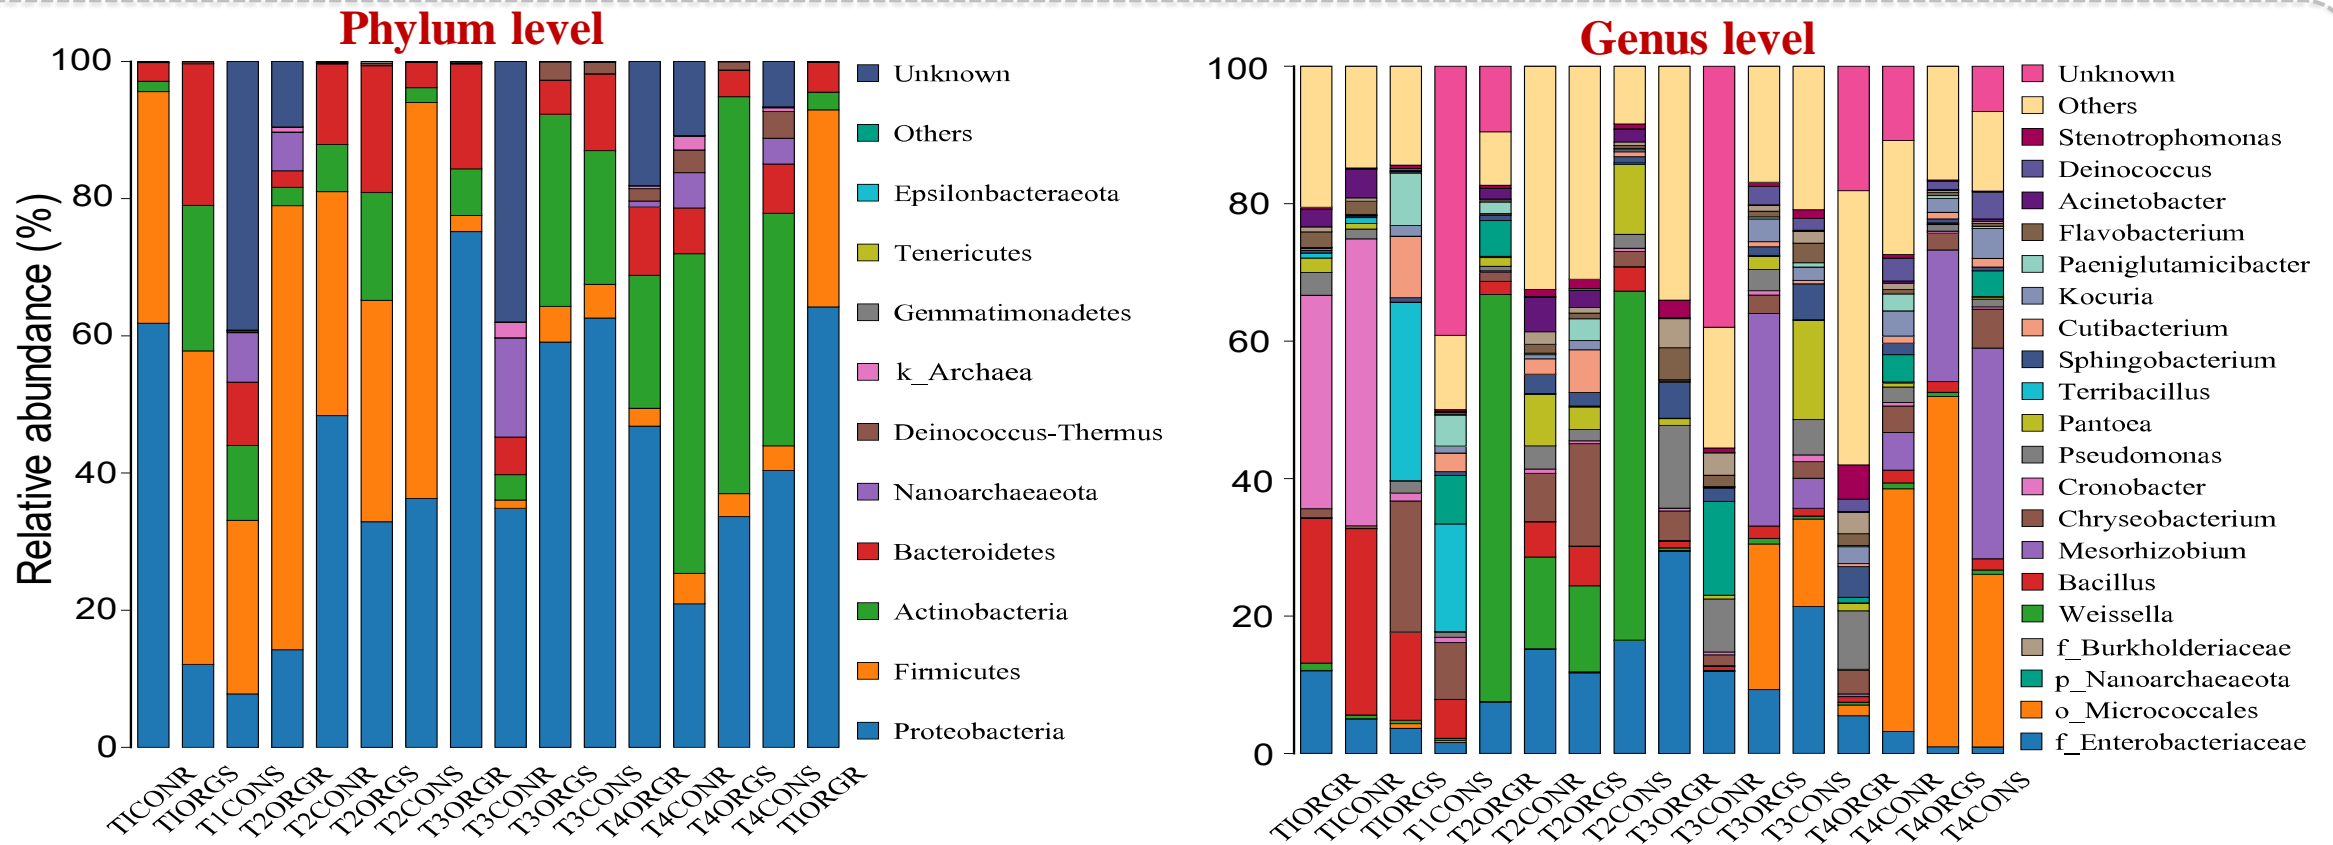 Phylum level
Relative abundance (%)
100
80
60
40
20
0
TICONR
TIORGS
T1CONS
T2ORGR
T2CONR
T2ORGS
T2CONS
T3ORGR
T3CONR
T3ORGS
T3CONS
T4ORGR
T4CONR
T4ORGS
T4CONS
TIORGR
Unknown
Others
Epsilonbacteraeota
Tenericutes
Gemmatimonadetes
k_Archaea
Deinococcus-Thermus
Nanoarchaeaeota
Bacteroidetes
Actinobacteria
Firmicutes
Proteobacteria
Genus level
100
80
60
40
20
0
TIORGR
TICONR
TIORGS
T1CONS
T2ORGR
T2CONR
T2ORGS
T2CONS
T3ORGR
T3CONR
T3ORGS
T3CONS
T4ORGR
T4CONR
T4ORGS
T4CONS
Unknown
Others
Stenotrophomonas
Deinococcus
Acinetobacter
Flavobacterium
Paeniglutamicibacter
Kocuria
Cutibacterium
Sphingobacterium
Terribacillus
Pantoea
Pseudomonas
Cronobacter
Chryseobacterium
Mesorhizobium
Bacillus
Weissella
f_Burkholderiaceae
p_Nanoarchaeaeota
o_Micrococcales
f_Enterobacteriaceae